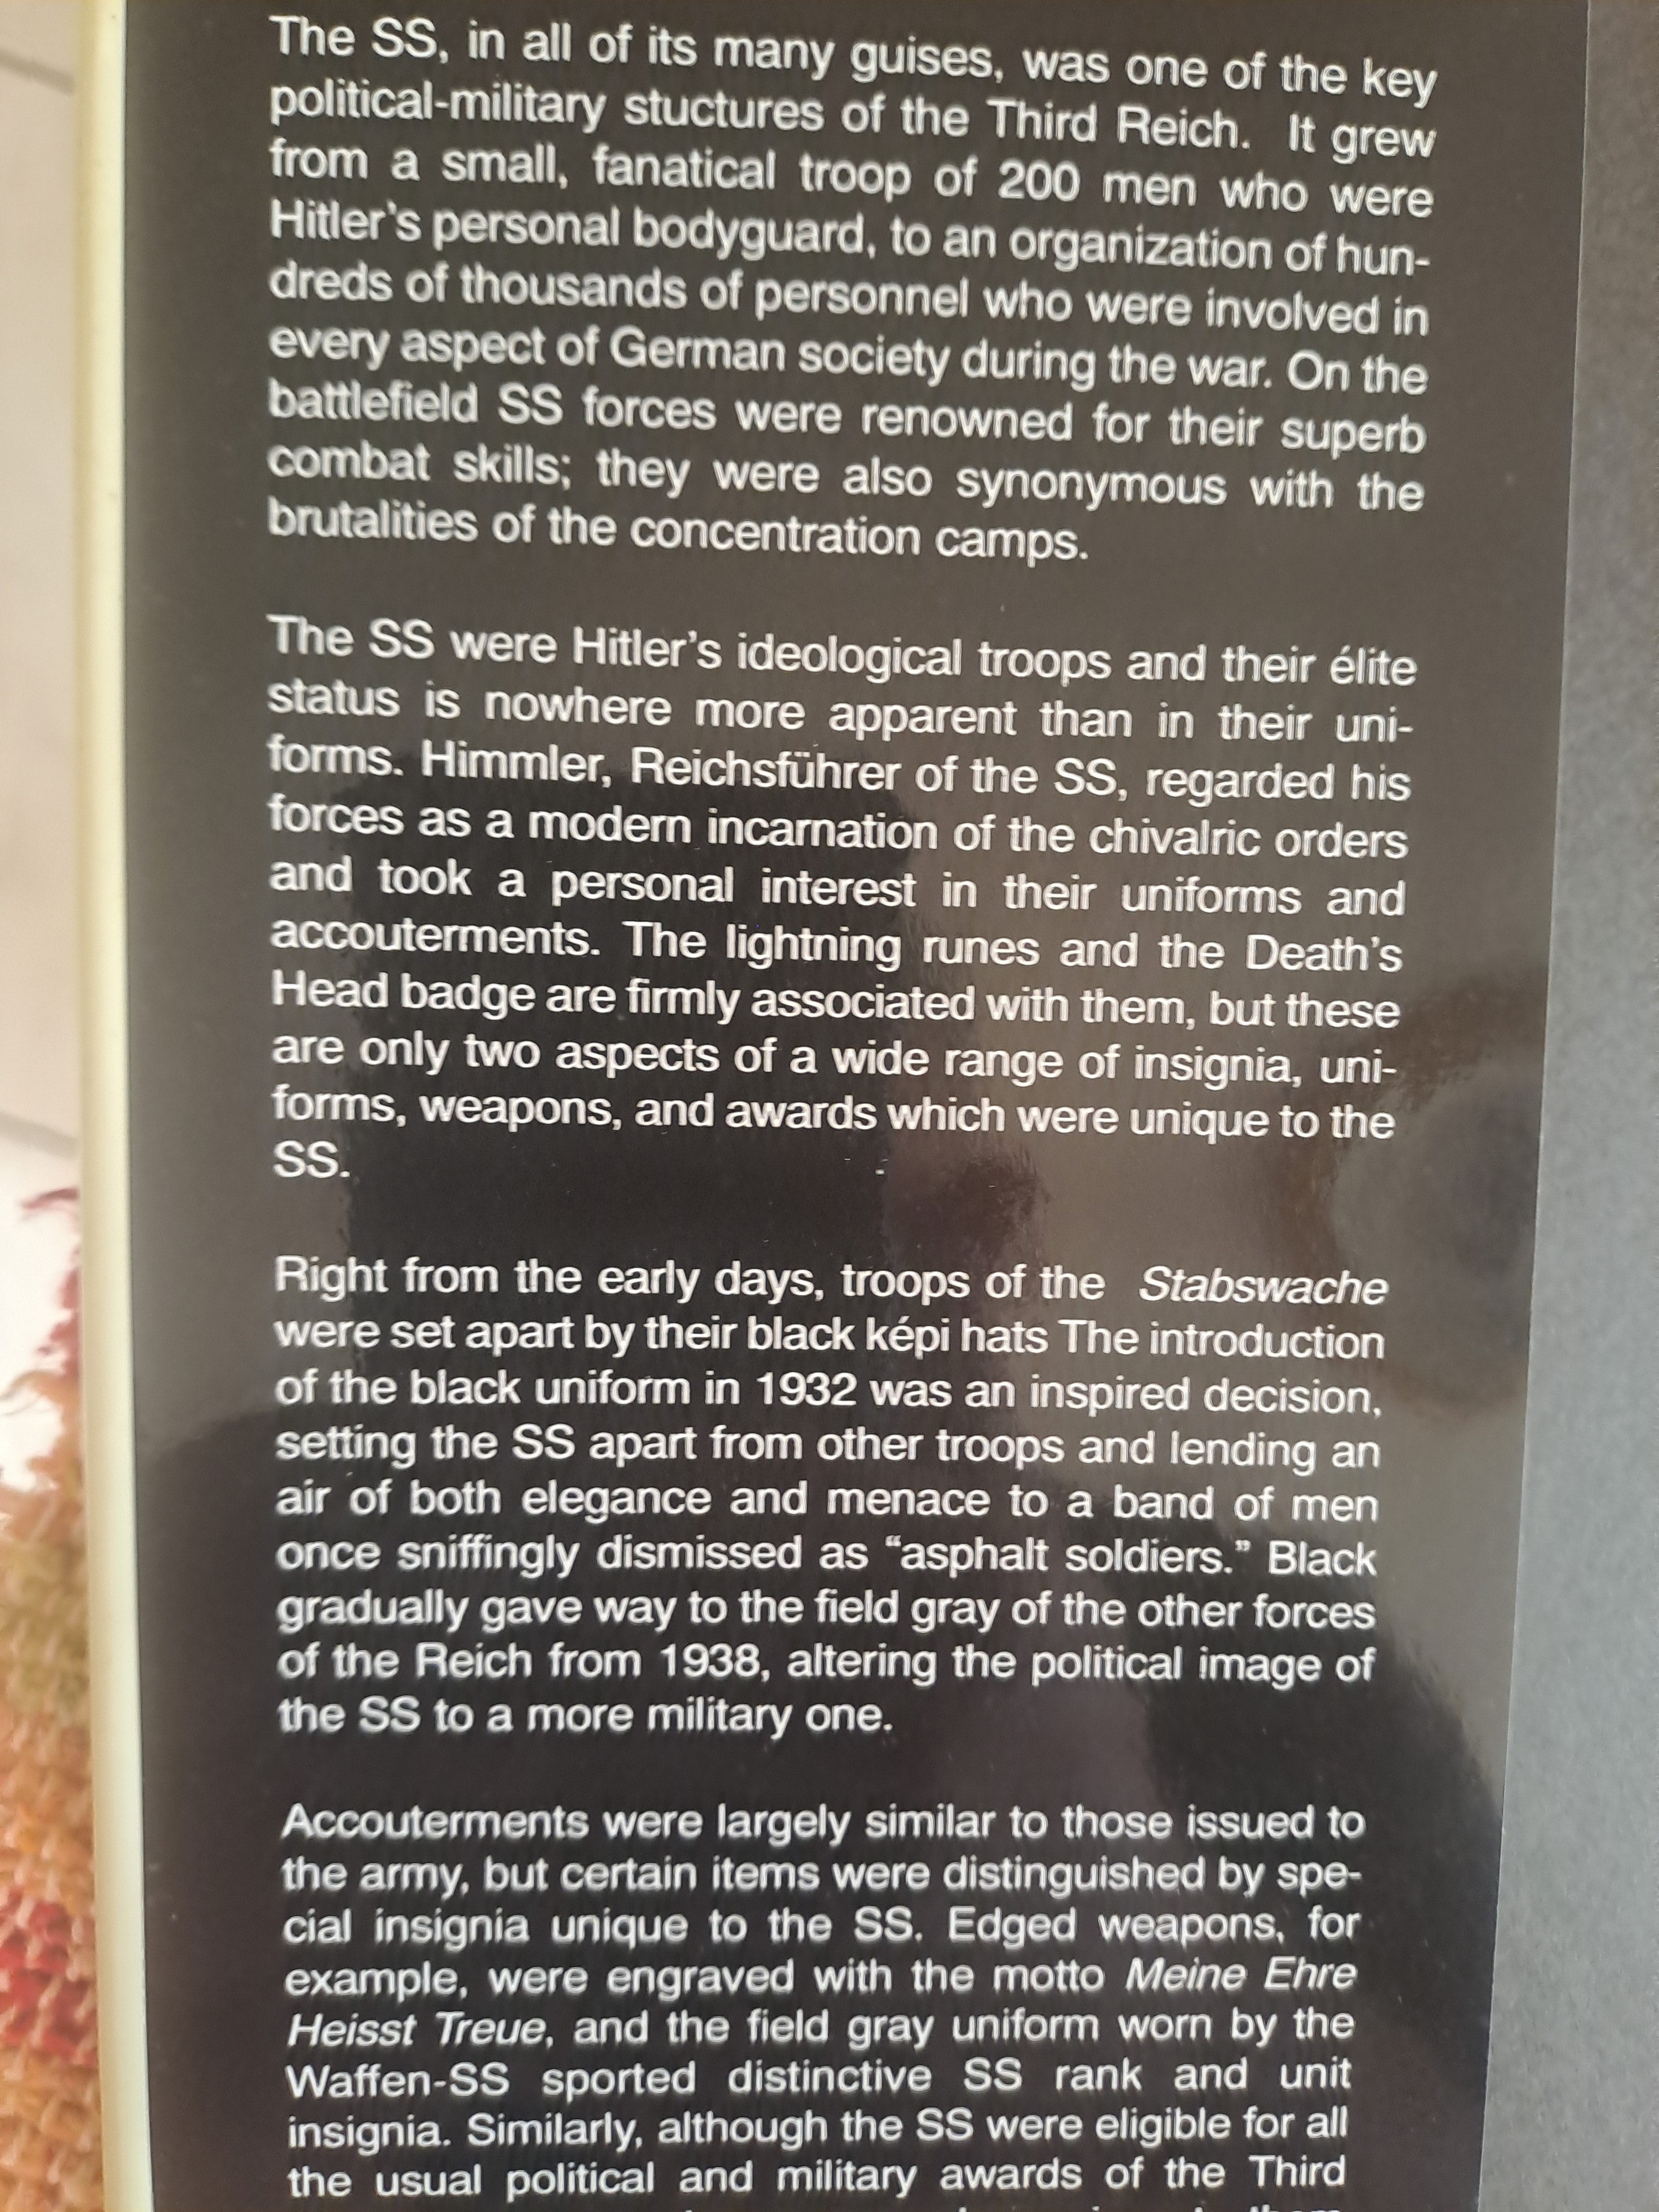 The SS, in all of its many guises, was one of the key
political-military stuctures of the Third Reich. It grew
from a small, fanatical troop of 200 men who were
Hitler's personal bodyguard, to an organization of hun-
dreds of thousands of personnel who were involved in
every aspect of German society during the war. On the
battlefield SS forces were renowned for their superb
combat skills; they were also synonymous with the
brutalities of the concentration camps.
The SS were Hitler's ideological troops and their élite
status is nowhere more apparent than in their uni-
forms. Himmler, Reichsführer of the SS, regarded his
forces as a modern incarnation of the chivalric orders
and took a personal interest in their uniforms and
accouterments. The lightning runes and the Death's
Head badge are firmly associated with them, but these
are only two aspects of a wide range of insignia, uni-
forms, weapons, and awards which were unique to the
SS.
Right from the early days, troops of the Stabswache
were set apart by their black képi hats The introduction
of the black uniform in 1932 was an inspired decision,
setting the SS apart from other troops and lending an
air of both elegance and menace to a band of men
once sniffingly dismissed as “asphalt soldiers.” Black
gradually gave way to the field gray of the other forces
of the Reich from 1938, altering the political image of
the SS to a more military one.
Accouterments were largely similar to those issued to
the army, but certain items were distinguished by spe-
cial insignia unique to the SS. Edged weapons, for
example, were engraved with the motto Meine Ehre
Heisst Treue, and the field gray uniform worn by the
Waffen-SS sported distinctive SS rank and unit
insignia. Similarly, although the SS were eligible for all
the usual political and military awards of the Third